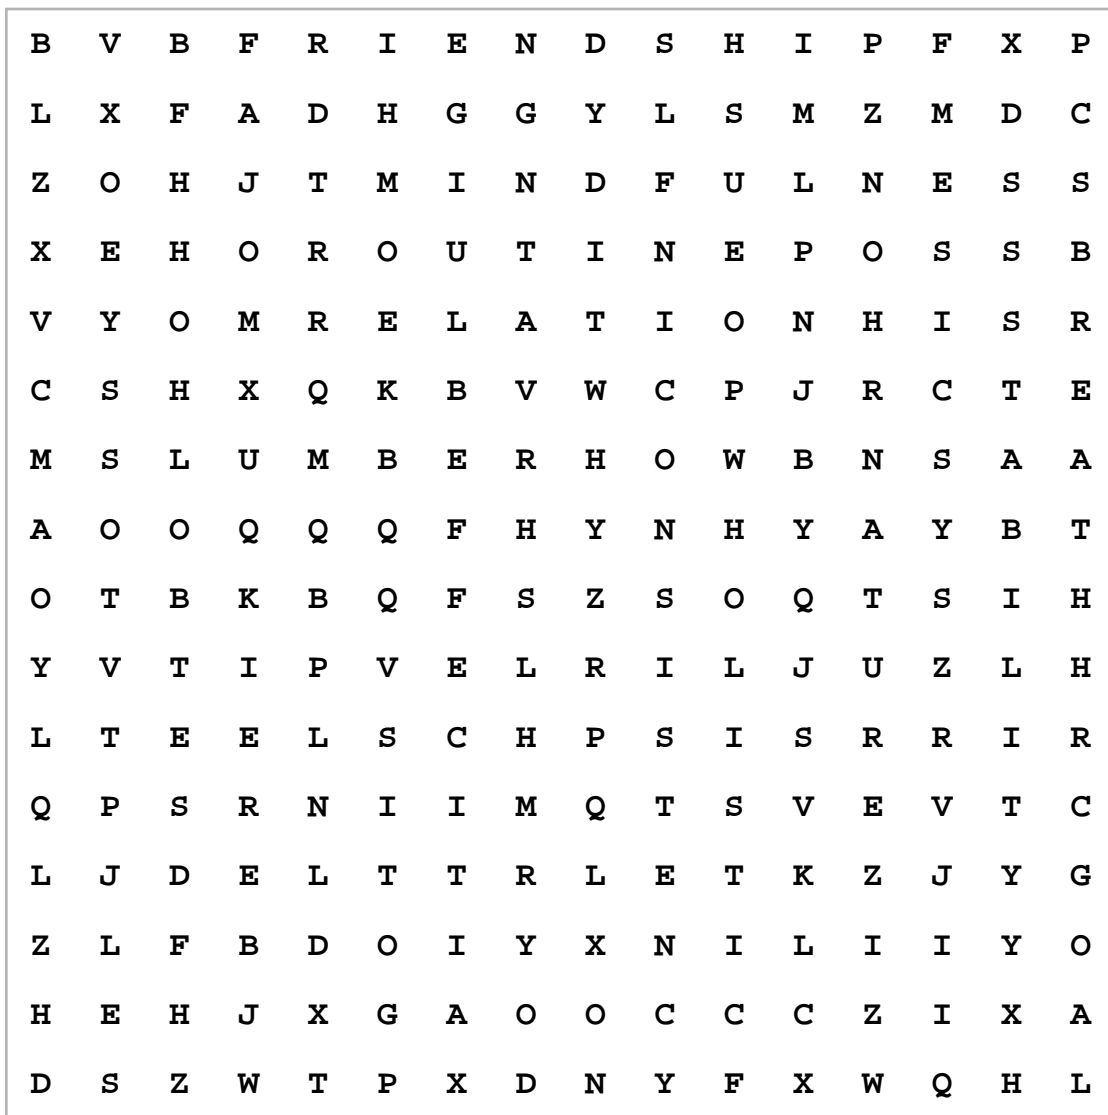 B V B F R I E N D S H I P F X P
L X F A D H G G Y L S M Z M D C
Z O H J T M I N D F U L N E S S
X E H O R O U T I N E P O S S B
V Y O M R E L A T I O N H I S R
C S H X Q K B V W C P J R C T E
M S L U M B E R H O W B N S A A
A O O Q Q Q F H Y N H Y A Y B T
O T B K B Q F S Z S O Q T S I H
Y V T I P V E L R I L J U Z L H
L T E E L S C H P S I S R R I R
Q P S R N I I M Q T S V E V T C
L J D E L T T R L E T K Z J Y G
Z L F B D O I Y X N I L I I Y O
H E H J X G A O O C C C Z I X A
D S Z W T P X D N Y F X W Q H L